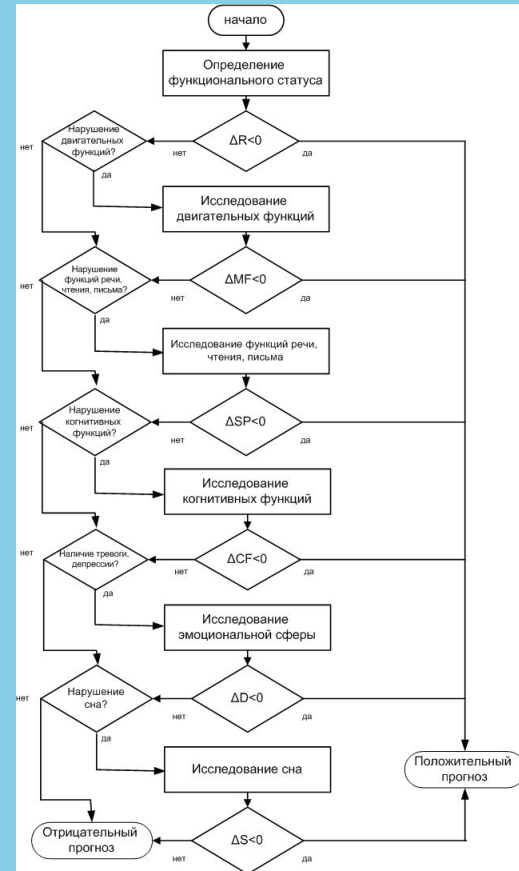 начало
Определение
функционального статуса
Нарушение
двигательных
функций?
ΔR<0
нет
да
нет
да
Исследование
двигательных функций
Нарушение
функций речи,
чтения, письма?
ΔMF<0
нет
да
нет
да
Исследование функций речи,
чтения, письма
Нарушение
когнитивных
функций?
ΔSP<0
нет
да
нет
да
Исследование
когнитивных функций
Наличие тревоги,
депрессии?
ΔCF<0
нет
да
нет
да
Исследование
эмоциональной сферы
Нарушение
сна?
ΔD<0
нет
да
нет
да
Исследование сна
Положительный
прогноз
Отрицательный
прогноз
ΔS<0
нет
да